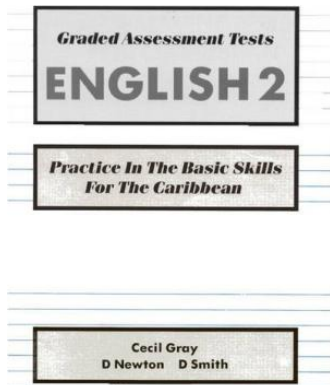 Graded Assessment Tests
ENGLISH 2
Practice In The Basic Skills
For The Caribbean
Cecil Gray
D Newton D Smith